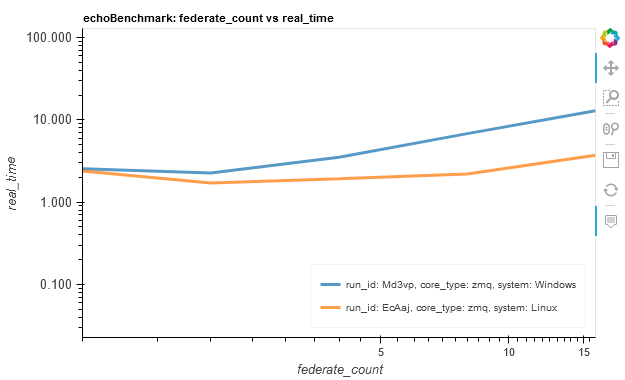 echoBenchmark: federate_count vs real_time
100.000
10.000
1.000
0.100
real_time
run_id: Md3vp, core_type: zmq, system: Windows
run_id: EcAaj, core_type: zmq, system: Linux
5
10
15
federate_count